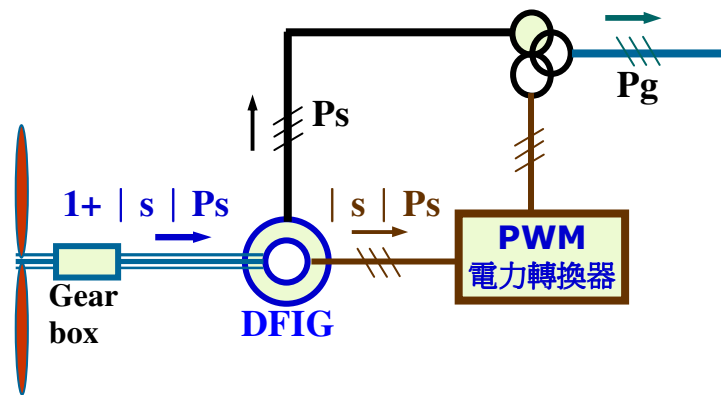 Pg
Ps
1+ | s | Ps
| s | Ps
PWM
電力轉換器
Gear
box
DFIG